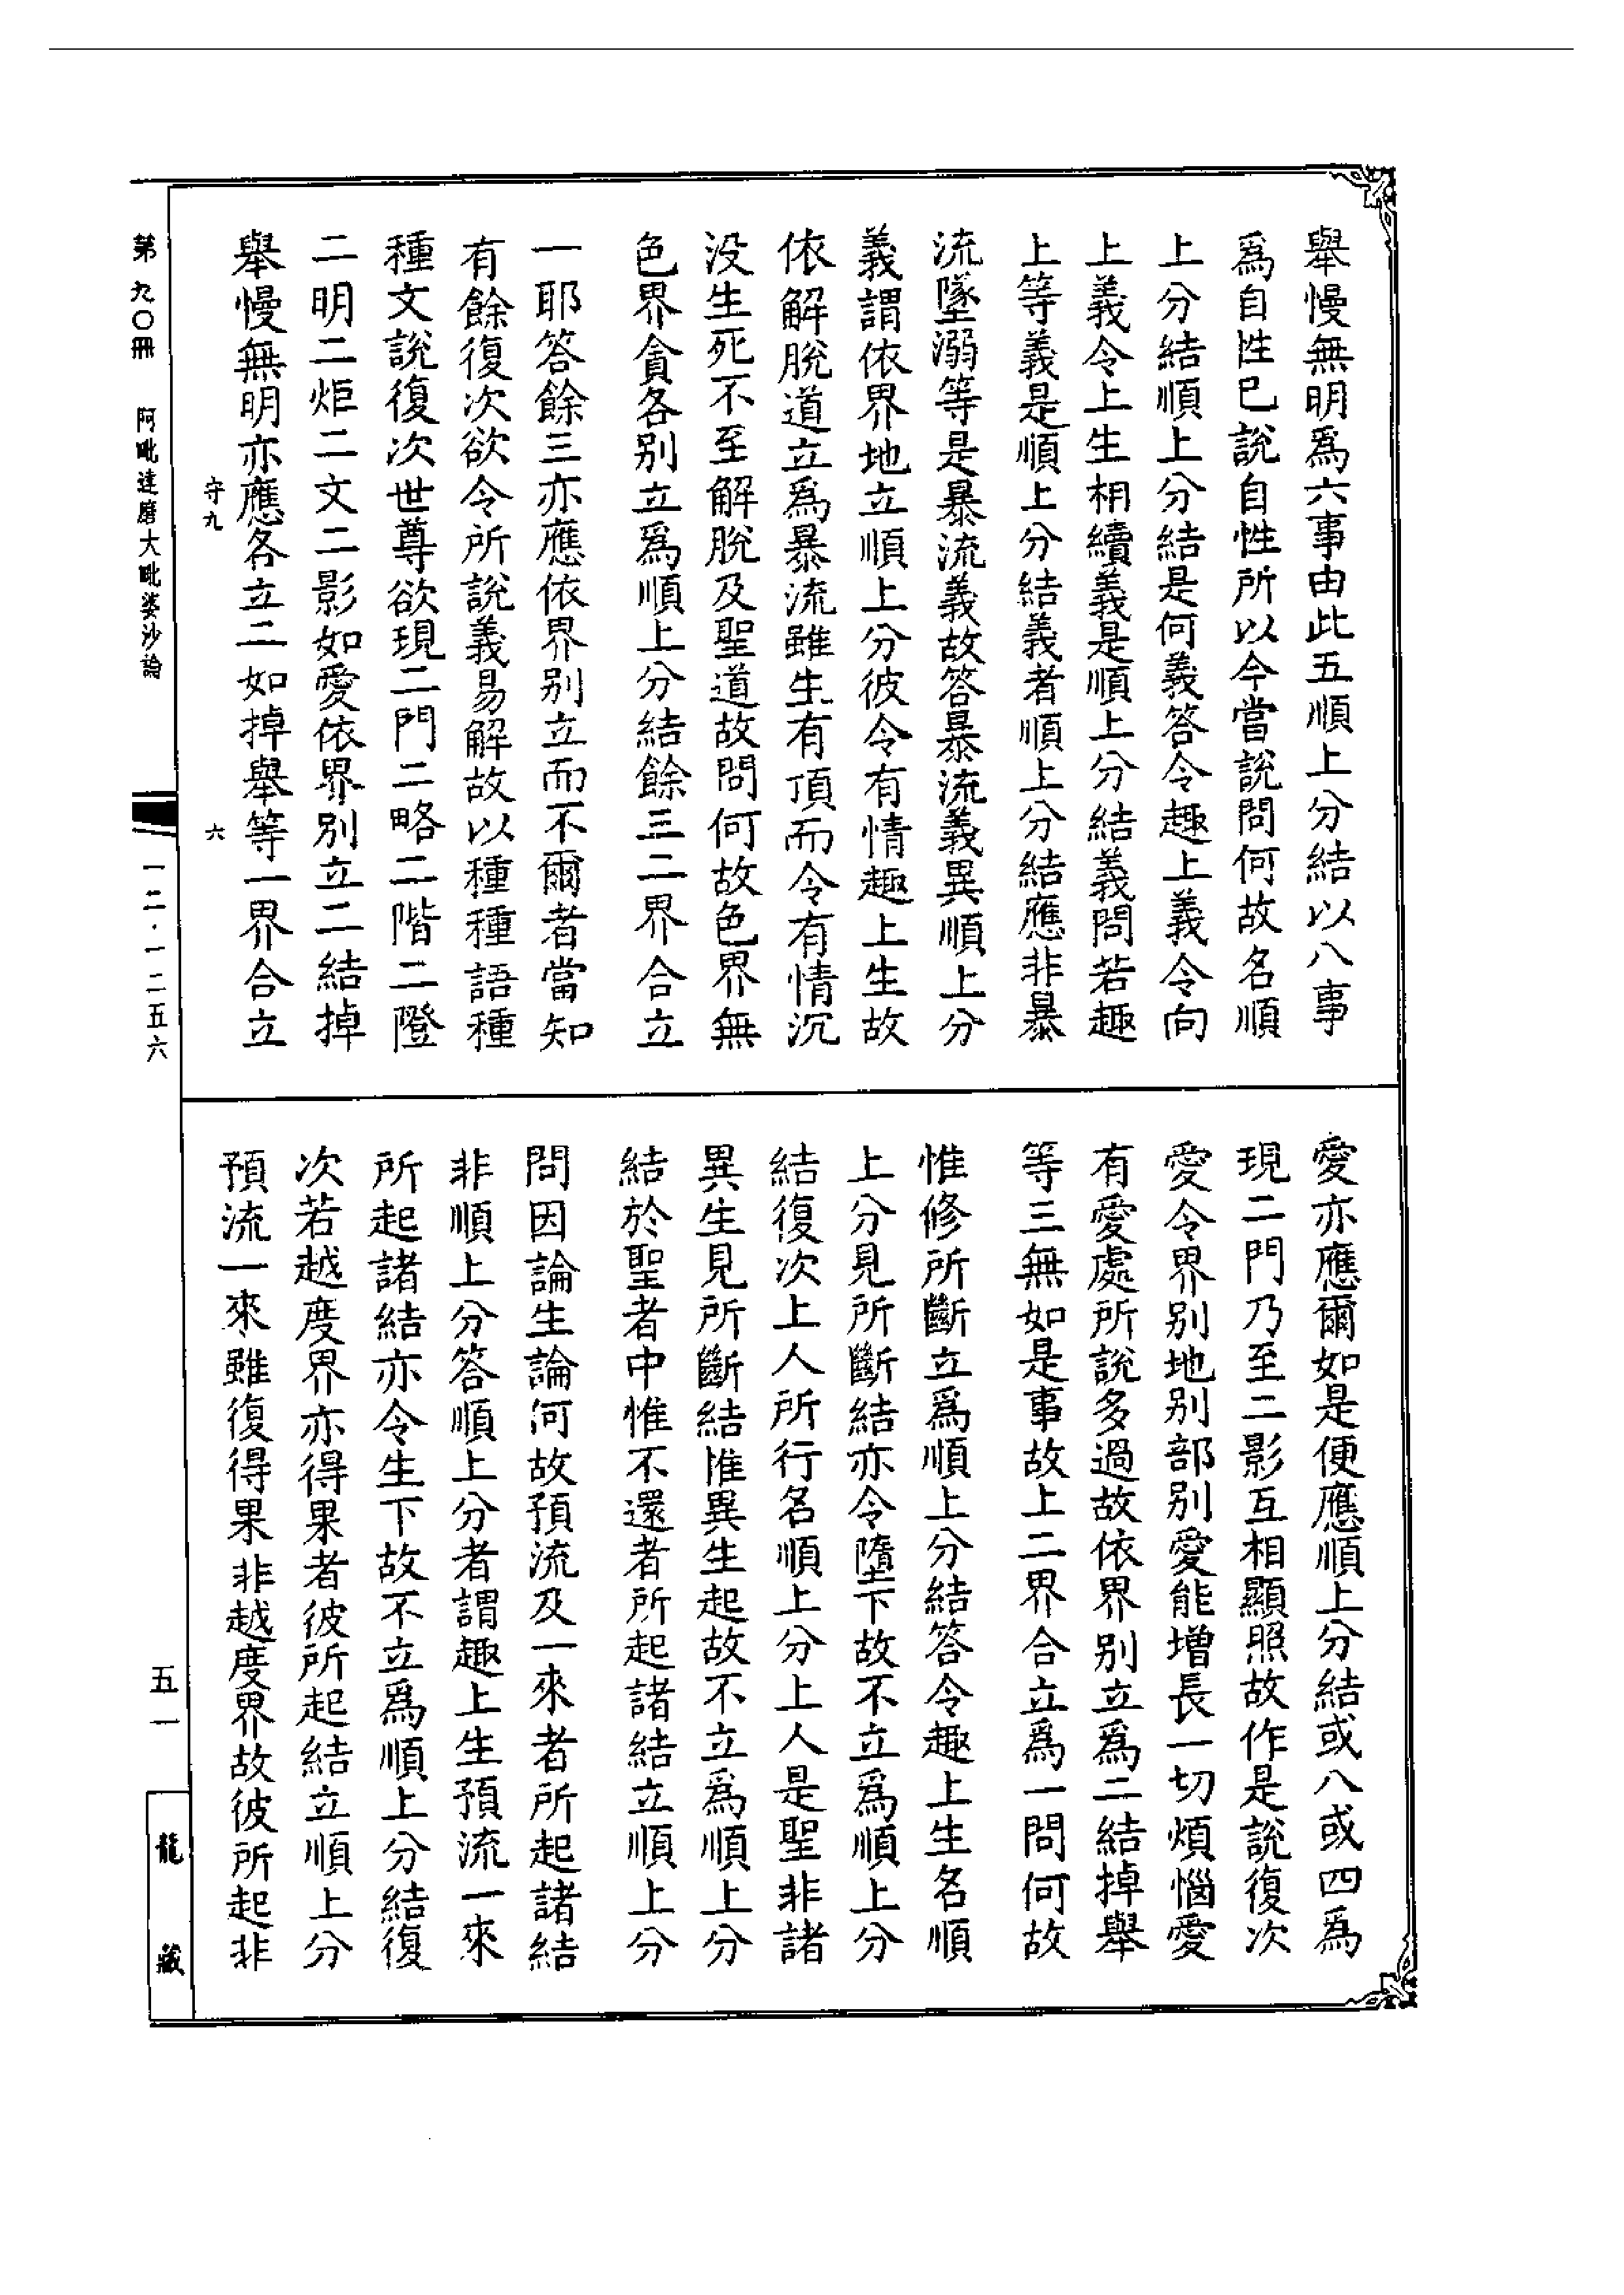 舉慢無明爲六事由此五順上分結以八事
爲自性已說自性所以今當說問何故名順
上分結順上分結是何義答令趣上義令向
上義令上生相續義是順上分結義問若趣
上等義是順上分結義者順上分結應非暴
流墜溺等是暴流義故答暴流義異順上分
義謂依界地立順上分彼令有情趣上生故
依解脫道立爲暴流雖生有頂而令有情沉
没生死不至解脫及聖道故問何故色界無
色界貪各别立爲順上分結餘三二界合立
一耶答餘三亦應依界别立而不爾者當知
有餘復次欲令所說義易解故以種種語種
種文說復次世尊欲現二門二略二階二隥
二明二炬二文二影如愛依界别立二結掉
舉慢無明亦應各立二如掉舉等一界合立
愛亦應爾如是便應順上分結或八或四爲
現二門乃至二影互相顯照故作是說復次
愛令界别地别部别愛能增長一切煩惱愛
有愛處所說多過故依界别立爲二結掉舉
等三無如是事故上二界合立爲一問何故
惟修所斷立爲順上分結答令趣上生名順
上分見所斷結亦令墮下故不立爲順上分
結復次上人所行名順上分上人是聖非諸
異生見所斷結惟異生起故不立爲順上分
結於聖者中惟不還者所起諸結立順上分
問因論生論何故預流及一來者所起諸結
非順上分答順上分者謂趣上生預流一來
所起諸結亦令生下故不立爲順上分結復
次若越度界亦得果者彼所起結立順上分
預流一來雖復得果非越度界故彼所起非
守九 六
第九〇冊 阿毗達磨大毗婆沙論
一二·一二五六
五一
龍藏